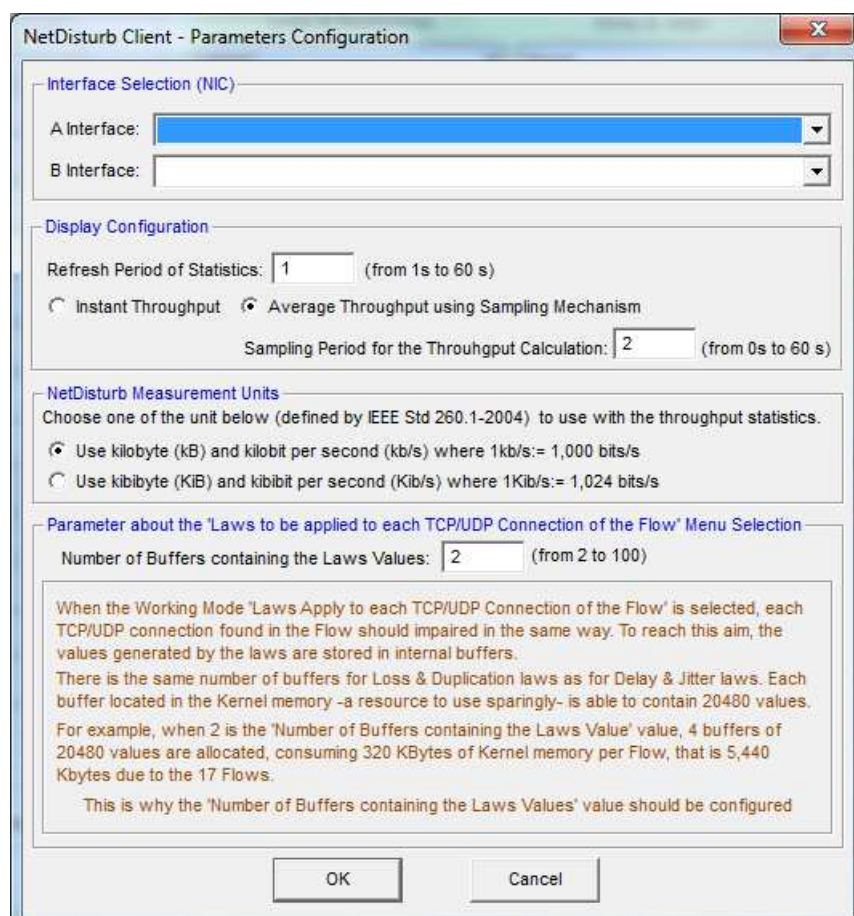 NetDisturb Client - Parameters Configuration
Interface Selection (NIC)
A Interface:
B Interface:
Display Configuration
Refresh Period of Statistics: 1 (from 1s to 60 s)
Instant Throughput Average Throughput using Sampling Mechanism
Sampling Period for the Throuhgput Calculation: 2 (from 0s to 60 s)
NetDisturb Measurement Units
Choose one of the unit below (defined by IEEE Std 260.1-2004) to use with the throughput statistics.
Use kilobyte (kB) and kilobit per second (kb/s) where 1kb/s:= 1,000 bits/s
Use kibibyte (KiB) and kibibit per second (Kib/s) where 1Kib/s:= 1,024 bits/s
Parameter about the 'Laws to be applied to each TCP/UDP Connection of the Flow' Menu Selection
Number of Buffers containing the Laws Values: 2 (from 2 to 100)
When the Working Mode 'Laws Apply to each TCP/UDP Connection of the Flow' is selected, each
TCP/UDP connection found in the Flow should impaired in the same way. To reach this aim, the
values generated by the laws are stored in internal buffers.
There is the same number of buffers for Loss & Duplication laws as for Delay & Jitter laws. Each
buffer located in the Kernel memory -a resource to use sparingly- is able to contain 20480 values.
For example, when 2 is the 'Number of Buffers containing the Laws Value' value, 4 buffers of
20480 values are allocated, consuming 320 KBytes of Kernel memory per Flow, that is 5,440
Kbytes due to the 17 Flows.
This is why the 'Number of Buffers containing the Laws Values' value should be configured
OK Cancel